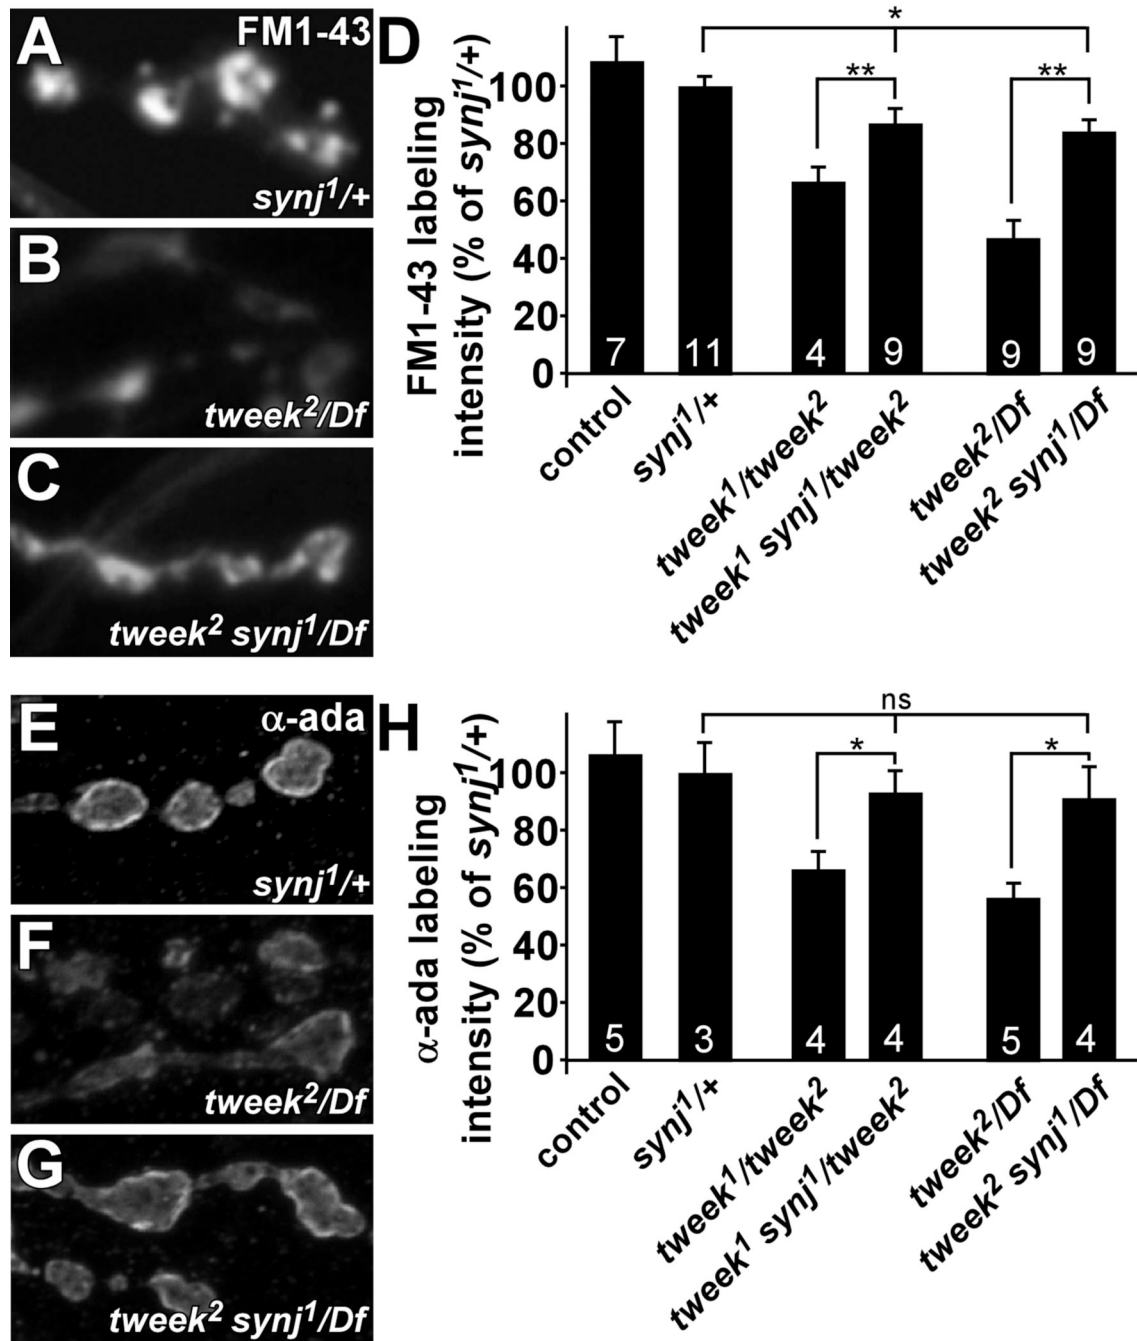 A
FM1-43
synj¹/+
B
tweek²/Df
C
tweek² synj¹/Df
D
FM1-43 labeling
intensity (% of synj¹/+)
100
80
60
40
20
0
*
**
**
7
11
4
9
9
9
control
synj¹/+
tweek¹/tweek²
tweek¹ synj¹/tweek²
tweek²/Df
tweek² synj¹/Df
E
α-ada
synj¹/+
F
tweek²/Df
G
tweek² synj¹/Df
H
α-ada labeling
intensity (% of synj¹/+)
100
80
60
40
20
0
ns
*
*
5
3
4
4
5
4
control
synj¹/+
tweek¹/tweek²
tweek¹ synj¹/tweek²
tweek²/Df
tweek² synj¹/Df